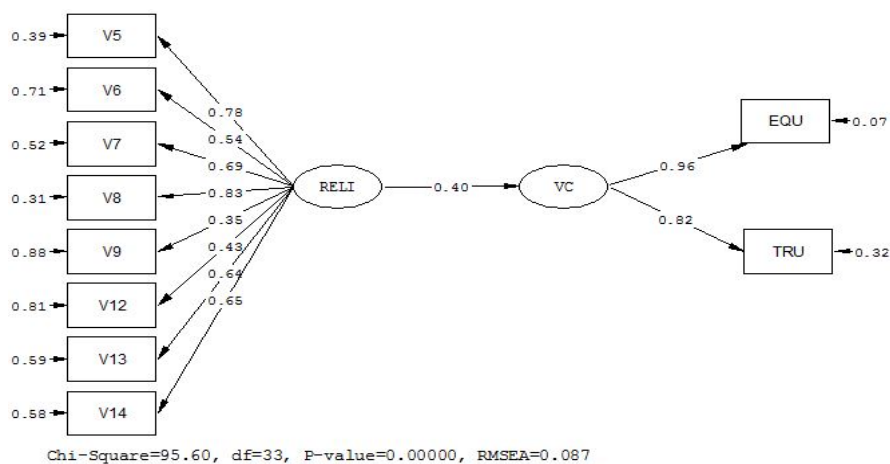 0.39 V5
0.71 V6
0.52 V7
0.31 V8
0.88 V9
0.81 V12
0.59 V13
0.58 V14
0.78
0.54
0.69
0.83
0.35
0.43
0.64
0.65
RELI 0.40 VC
0.96 EQU 0.07
0.82 TRU 0.32
Chi-Square=95.60, df=33, P-value=0.00000, RMSEA=0.087